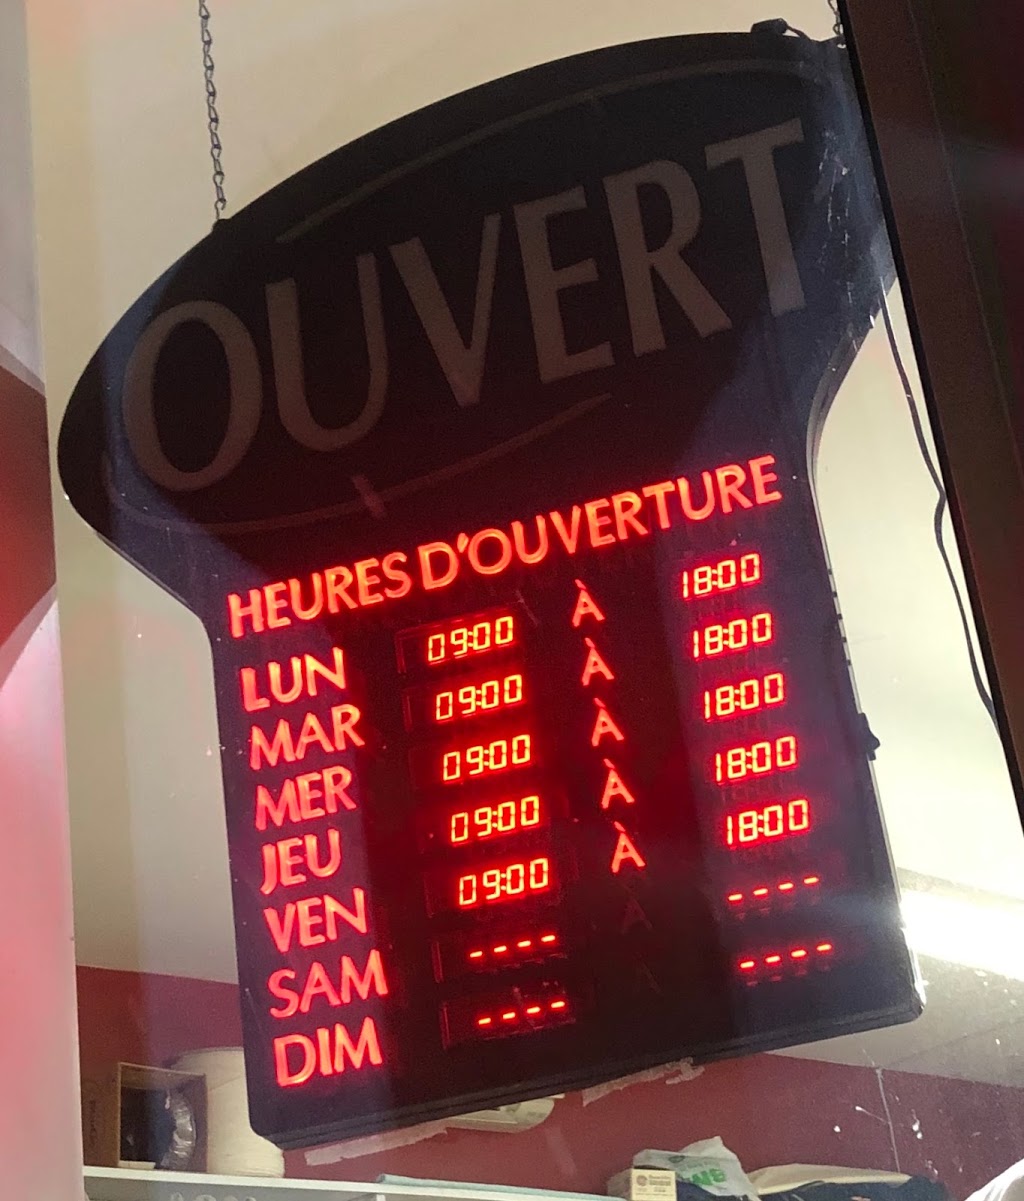 OUVERT
HEURES D'OUVERTURE
LUN 09:00 À 18:00
MAR 09:00 À 18:00
MER 09:00 À 18:00
JEU 09:00 À 18:00
VEN 09:00 À 18:00
SAM ---- À ----
DIM ---- À ----